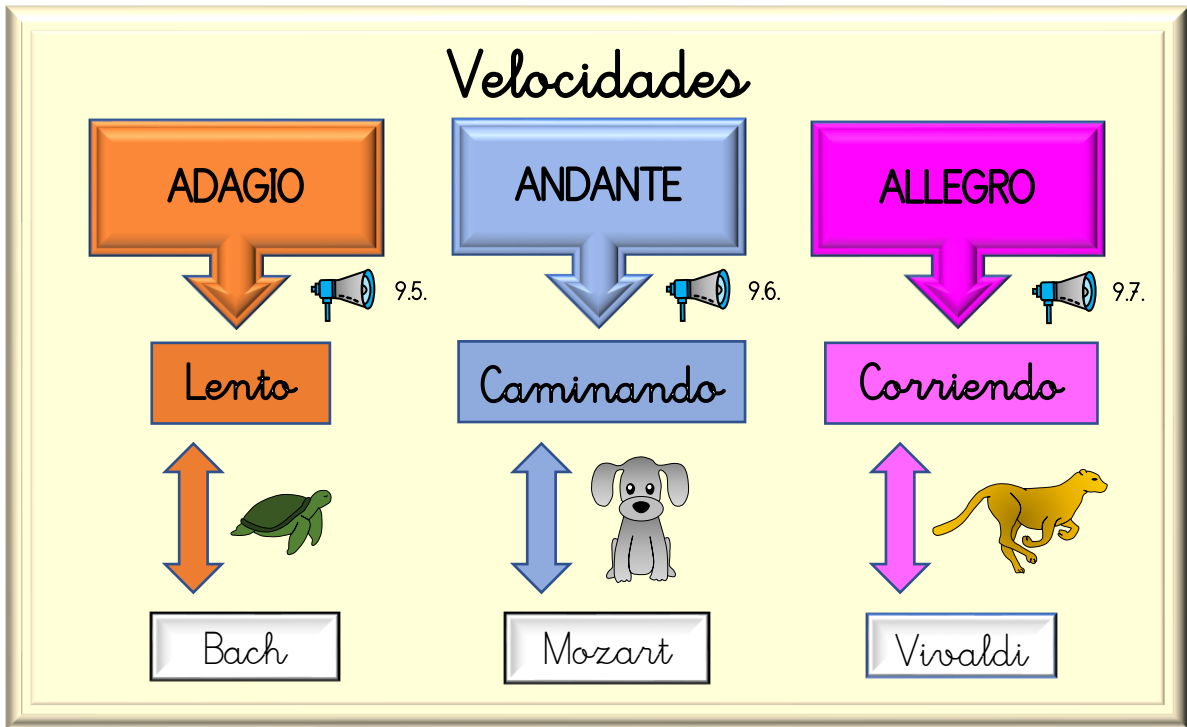 Velocidades
ADAGIO
ANDANTE
ALLEGRO
9.5.
9.6.
9.7.
Lento
Caminando
Corriendo
Bach
Mozart
Vivaldi